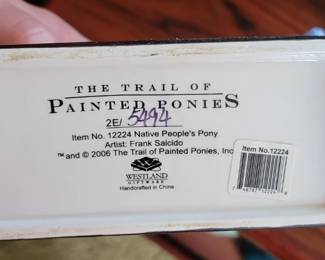 THE TRAIL OF
PAINTED PONIES
2E/ 5494
Item No. 12224 Native People's Pony
Artist: Frank Salcido
™ and © 2006 The Trail of Painted Ponies, Inc.
WESTLAND
GIFTWARE
Handcrafted in China
Item No.12224